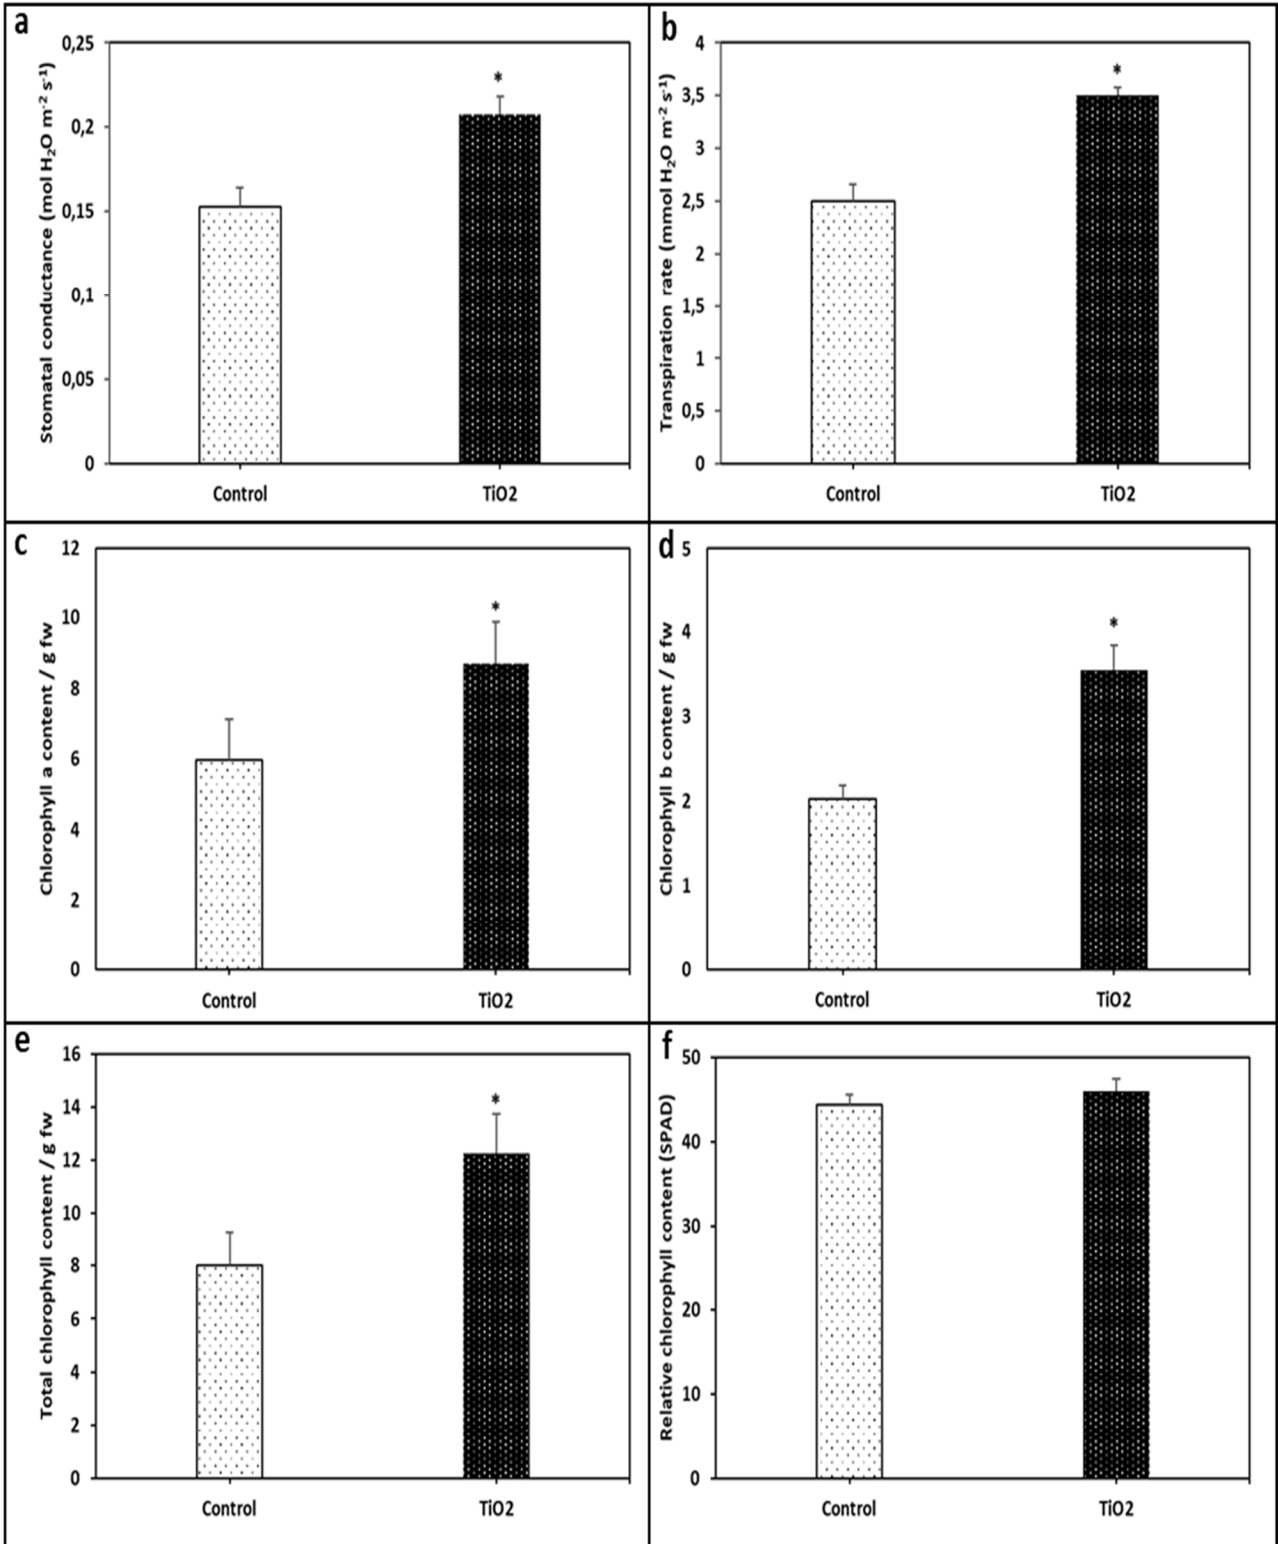 a
Stomatal conductance (mol H₂O m⁻² s⁻¹)
0,25
0,2
0,15
0,1
0,05
0
*
Control
TiO2
b
Transpiration rate (mmol H₂O m⁻² s⁻¹)
4
3,5
3
2,5
2
1,5
1
0,5
0
*
Control
TiO2
c
Chlorophyll a content / g fw
12
10
8
6
4
2
0
*
Control
TiO2
d
Chlorophyll b content / g fw
5
4
3
2
1
0
*
Control
TiO2
e
Total chlorophyll content / g fw
16
14
12
10
8
6
4
2
0
*
Control
TiO2
f
Relative chlorophyll content (SPAD)
50
40
30
20
10
0
Control
TiO2